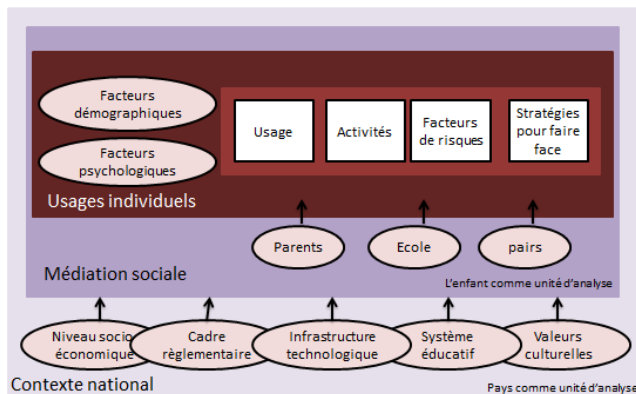 Facteurs
démographiques
Facteurs
psychologiques
Usage
Activités
Facteurs
de risques
Stratégies
pour faire
face
Usages individuels
Parents
Ecole
pairs
Médiation sociale
L'enfant comme unité d'analyse
Niveau socio
économique
Cadre
règlementaire
Infrastructure
technologique
Système
éducatif
Valeurs
culturelles
Contexte national
Pays comme unité d'analyse